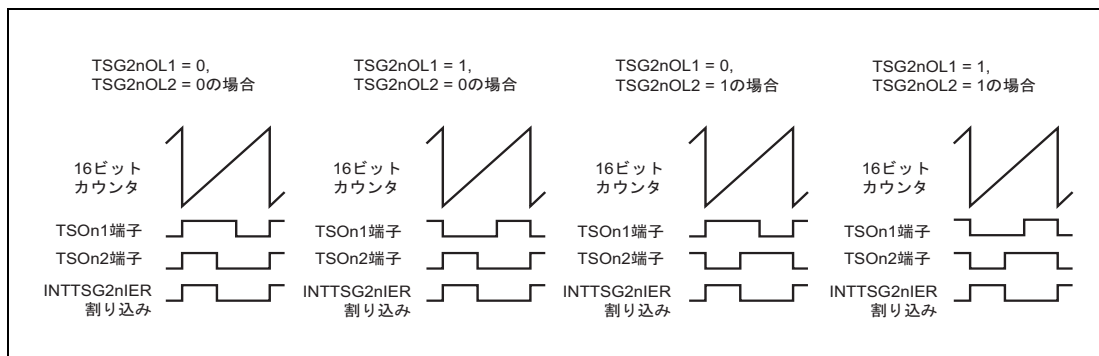 TSG2nOL1 = 0,
TSG2nOL2 = 0の場合
16ビット
カウンタ
TSOn1端子
TSOn2端子
INTTSG2nIER
割り込み
TSG2nOL1 = 1,
TSG2nOL2 = 0の場合
16ビット
カウンタ
TSOn1端子
TSOn2端子
INTTSG2nIER
割り込み
TSG2nOL1 = 0,
TSG2nOL2 = 1の場合
16ビット
カウンタ
TSOn1端子
TSOn2端子
INTTSG2nIER
割り込み
TSG2nOL1 = 1,
TSG2nOL2 = 1の場合
16ビット
カウンタ
TSOn1端子
TSOn2端子
INTTSG2nIER
割り込み